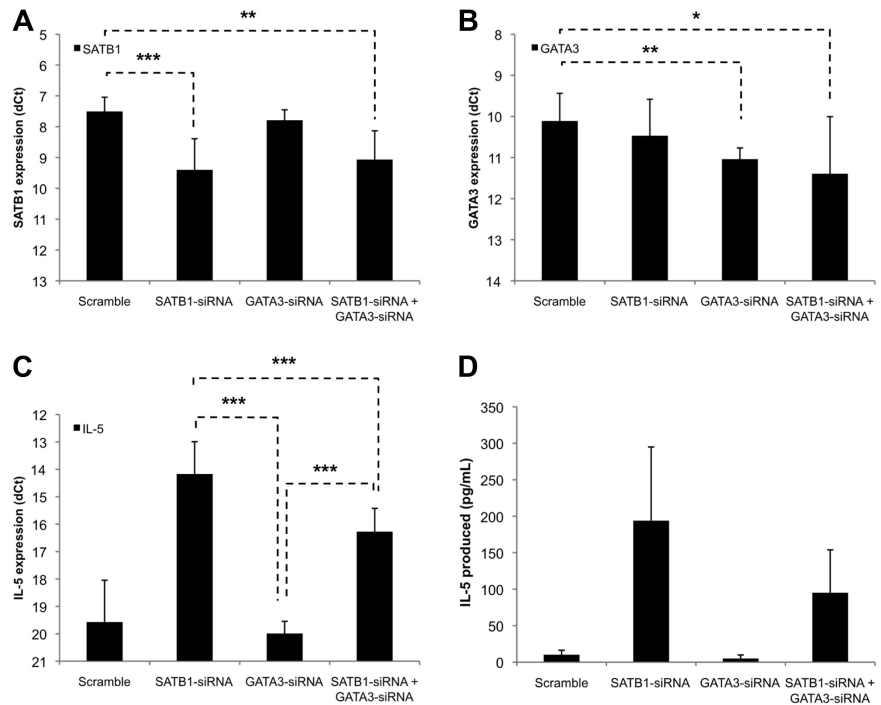 A
SATB1
**
***
SATB1 expression (dCt)
5
6
7
8
9
10
11
12
13
Scramble
SATB1-siRNA
GATA3-siRNA
SATB1-siRNA +
GATA3-siRNA
B
GATA3
*
**
GATA3 expression (dCt)
8
9
10
11
12
13
14
Scramble
SATB1-siRNA
GATA3-siRNA
SATB1-siRNA +
GATA3-siRNA
C
IL-5
***
***
***
IL-5 expression (dCt)
12
13
14
15
16
17
18
19
20
21
Scramble
SATB1-siRNA
GATA3-siRNA
SATB1-siRNA +
GATA3-siRNA
D
IL-5 produced (pg/mL)
350
300
250
200
150
100
50
0
Scramble
SATB1-siRNA
GATA3-siRNA
SATB1-siRNA +
GATA3-siRNA